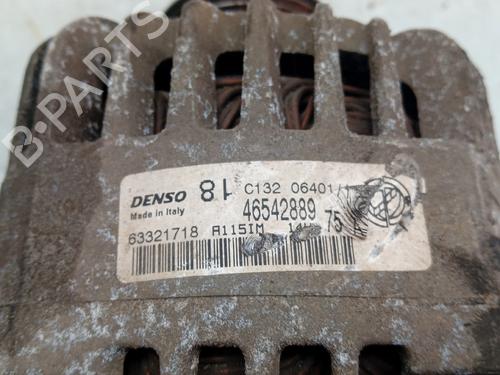 B-PARTS
DENSO 81 C132 06401
Made in Italy 46542889 75
63321718 A115IM